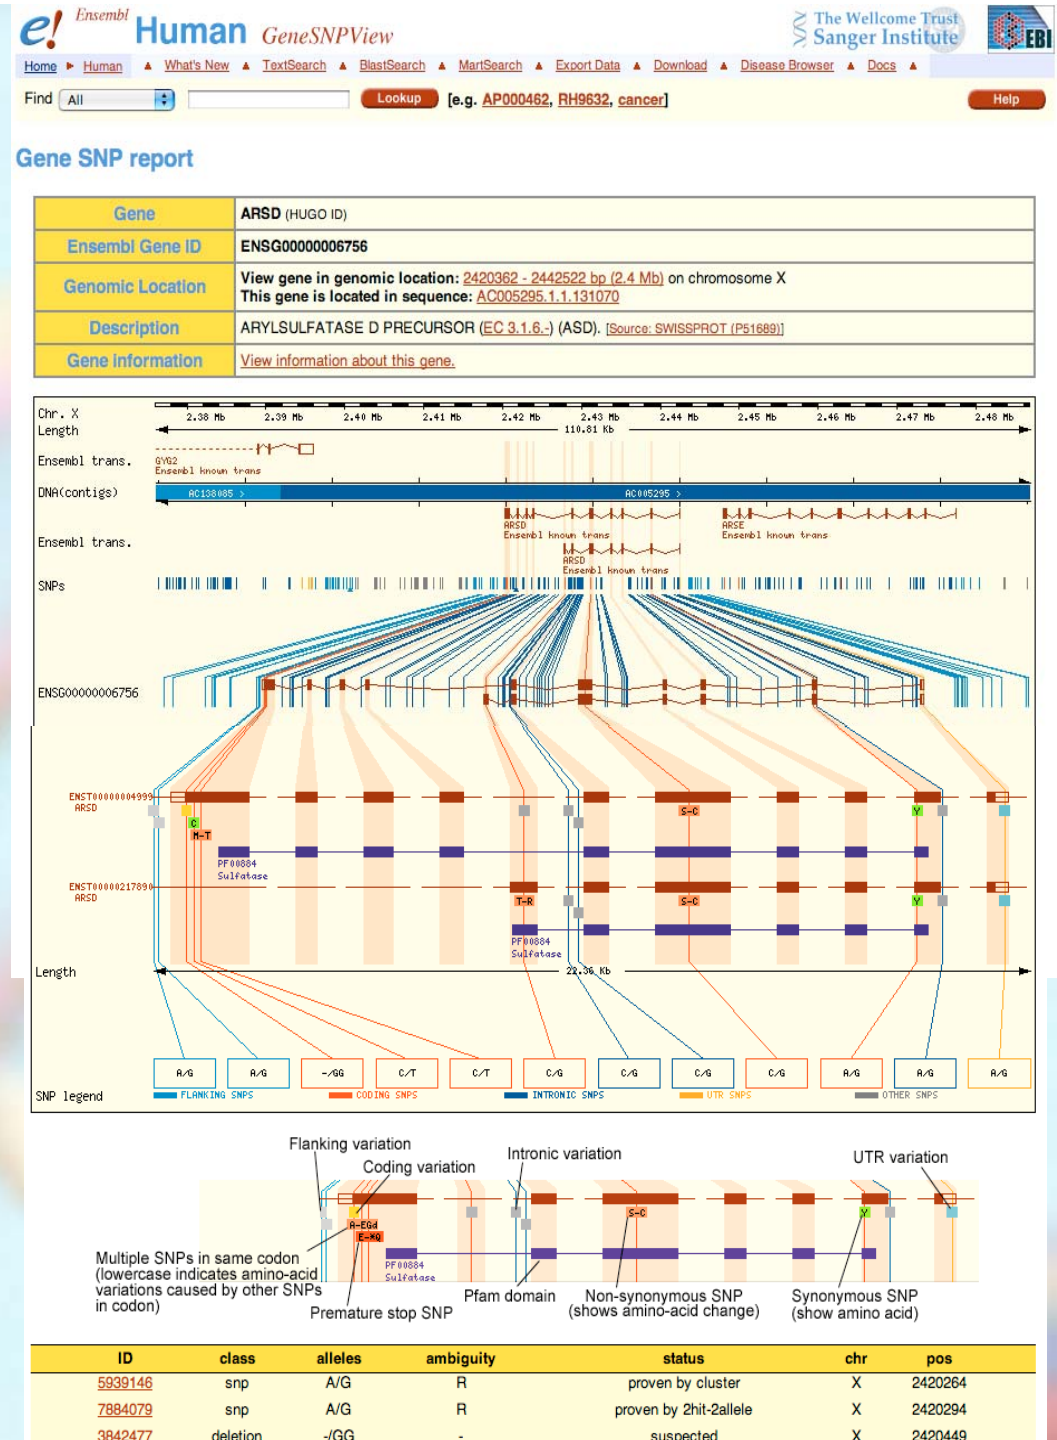 e! Ensembl Human GeneSNPView
The Wellcome Trust
Sanger Institute
EBI
Home Human What's New TextSearch BlastSearch MartSearch Export Data Download Disease Browser Docs
Find All Lookup [e.g. AP000462, RH9632, cancer] Help
Gene SNP report
Gene ARSD (HUGO ID)
Ensembl Gene ID ENSG00000006756
Genomic Location View gene in genomic location: 2420362 - 2442522 bp (2.4 Mb) on chromosome X
This gene is located in sequence: AC005295.1.1.131070
Description ARYLSULFATASE D PRECURSOR (EC 3.1.6.-) (ASD). [Source: SWISSPROT (P51689)]
Gene information View information about this gene.
Chr. X 2.38 Mb 2.39 Mb 2.40 Mb 2.41 Mb 2.42 Mb 2.43 Mb 2.44 Mb 2.45 Mb 2.46 Mb 2.47 Mb 2.48 Mb
Length 110.81 Kb
Ensembl trans.
GYG2
Ensembl known trans
DNA(contigs) AC138085 > AC005295 >
ARSD ARSE
Ensembl known trans Ensembl known trans
Ensembl trans.
ARSD
Ensembl known trans
SNPs
ENSG00000006756
ENST00000004999
ARSD S-C Y
C
M-T
PF00884
Sulfatase
ENST00000217890
ARSD T-R S-C Y
PF00884
Sulfatase
Length 22.36 Kb
A/G A/G -/GG C/T C/T C/G C/G C/G C/G A/G A/G A/G
SNP legend FLANKING SNPS CODING SNPS INTRONIC SNPS UTR SNPS OTHER SNPS
Flanking variation
Coding variation
Intronic variation
UTR variation
S-C Y
A-EGd
E-*Q
PF00884
Sulfatase
Multiple SNPs in same codon
(lowercase indicates amino-acid
variations caused by other SNPs
in codon)
Premature stop SNP
Pfam domain
Non-synonymous SNP
(shows amino-acid change)
Synonymous SNP
(show amino acid)
ID class alleles ambiguity status chr pos
5939146 snp A/G R proven by cluster X 2420264
7884079 snp A/G R proven by 2hit-2allele X 2420294
3842477 deletion -/GG - suspected X 2420449